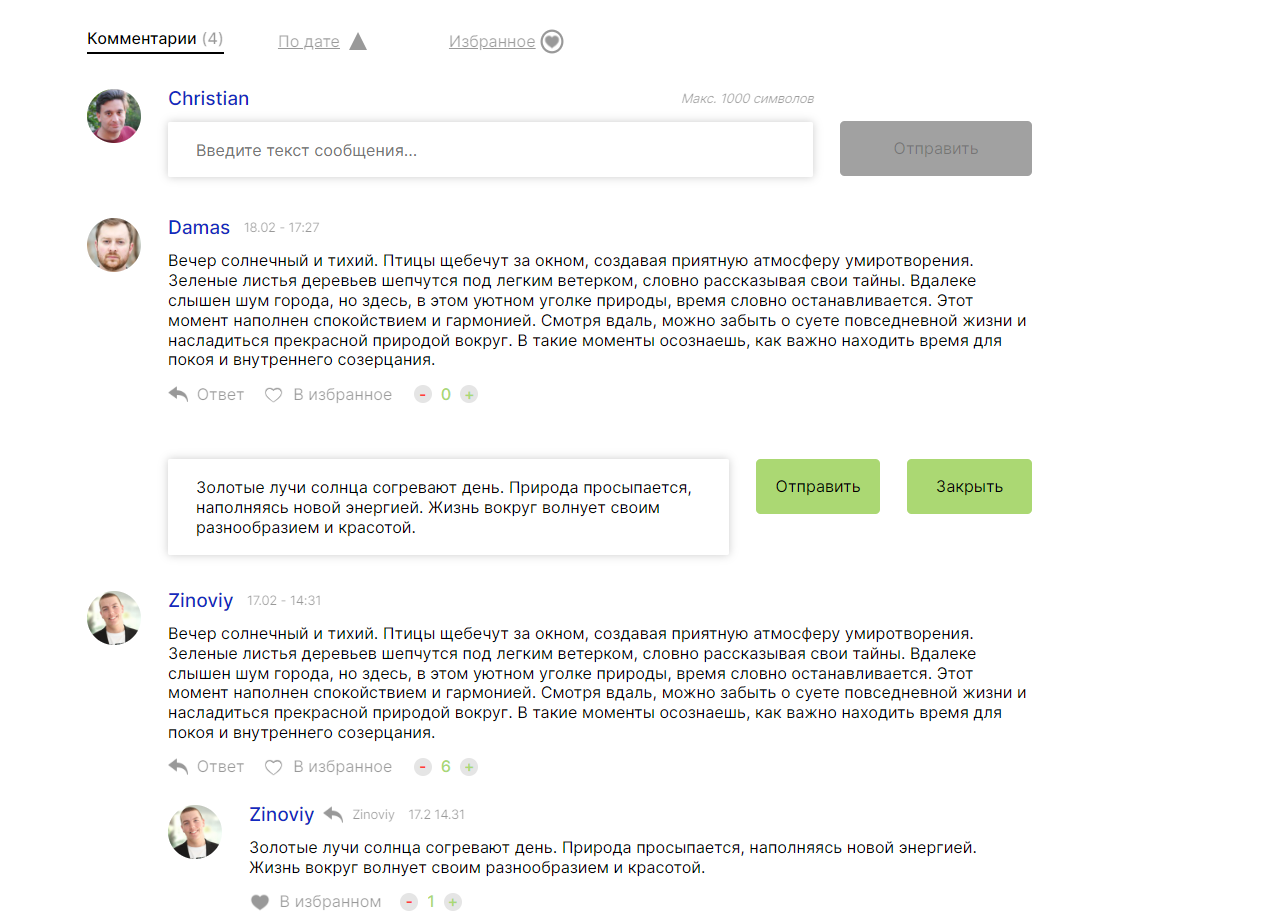 Комментарии (4) По дате Избранное
Christian Макс. 1000 символов
Введите текст сообщения... Отправить
Damas 18.02 - 17:27
Вечер солнечный и тихий. Птицы щебечут за окном, создавая приятную атмосферу умиротворения.
Зеленые листья деревьев шепчутся под легким ветерком, словно рассказывая свои тайны. Вдалеке
слышен шум города, но здесь, в этом уютном уголке природы, время словно останавливается. Этот
момент наполнен спокойствием и гармонией. Смотря вдаль, можно забыть о суете повседневной жизни и
насладиться прекрасной природой вокруг. В такие моменты осознаешь, как важно находить время для
покоя и внутреннего созерцания.
Ответ В избранное - 0 +
Золотые лучи солнца согревают день. Природа просыпается,
наполняясь новой энергией. Жизнь вокруг волнует своим
разнообразием и красотой.
Отправить Закрыть
Zinoviy 17.02 - 14:31
Вечер солнечный и тихий. Птицы щебечут за окном, создавая приятную атмосферу умиротворения.
Зеленые листья деревьев шепчутся под легким ветерком, словно рассказывая свои тайны. Вдалеке
слышен шум города, но здесь, в этом уютном уголке природы, время словно останавливается. Этот
момент наполнен спокойствием и гармонией. Смотря вдаль, можно забыть о суете повседневной жизни и
насладиться прекрасной природой вокруг. В такие моменты осознаешь, как важно находить время для
покоя и внутреннего созерцания.
Ответ В избранное - 6 +
Zinoviy Zinoviy 17.2 14.31
Золотые лучи солнца согревают день. Природа просыпается, наполняясь новой энергией.
Жизнь вокруг волнует своим разнообразием и красотой.
В избранном - 1 +